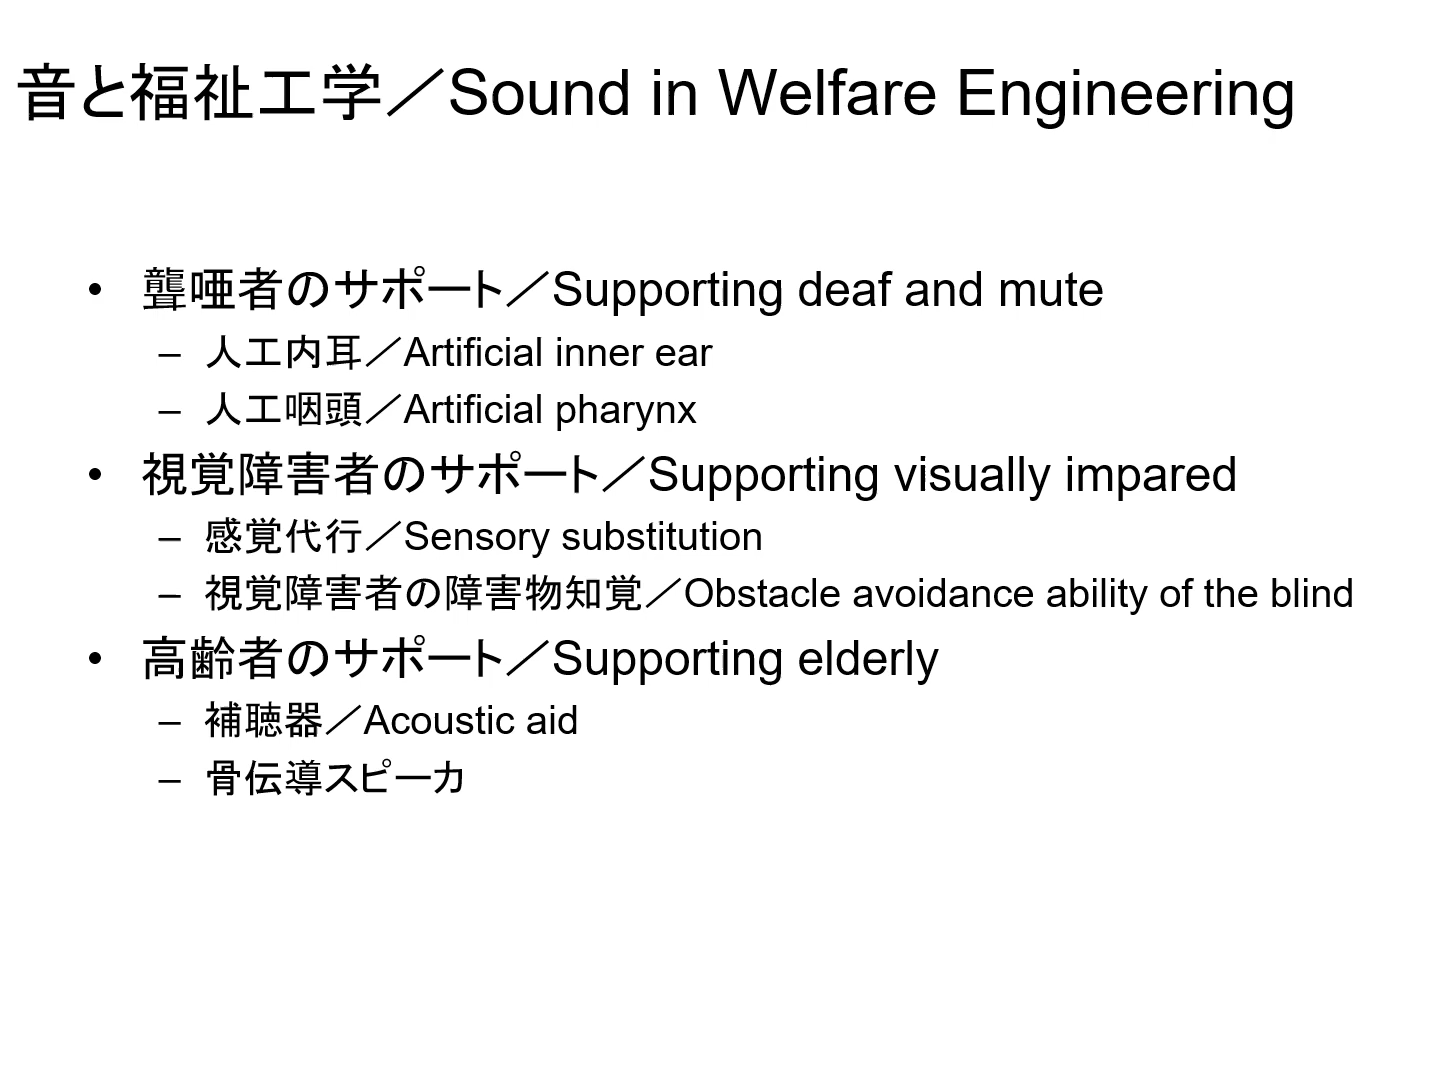 音と福祉工学／Sound in Welfare Engineering
• 聾唖者のサポート／Supporting deaf and mute
– 人工内耳／Artificial inner ear
– 人工咽頭／Artificial pharynx
• 視覚障害者のサポート／Supporting visually impared
– 感覚代行／Sensory substitution
– 視覚障害者の障害物知覚／Obstacle avoidance ability of the blind
• 高齢者のサポート／Supporting elderly
– 補聴器／Acoustic aid
– 骨伝導スピーカ